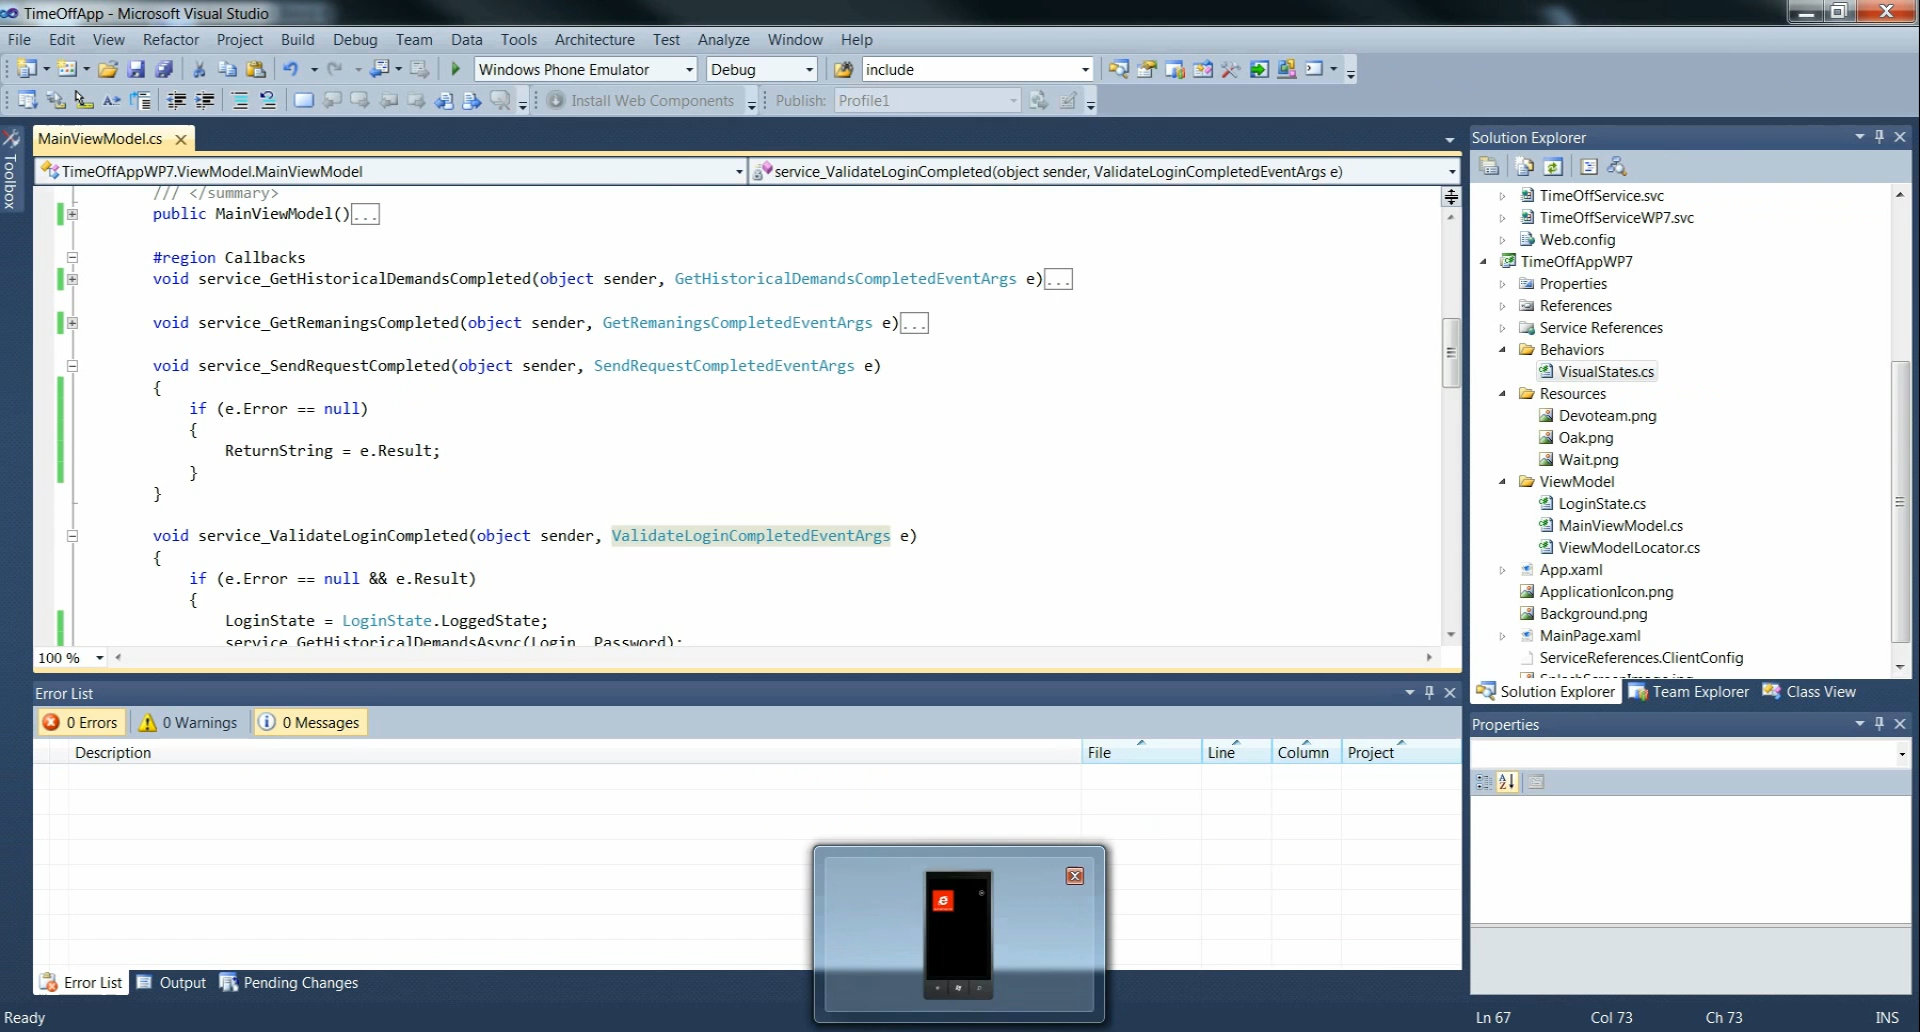 TimeOffApp - Microsoft Visual Studio
File Edit View Refactor Project Build Debug Team Data Tools Architecture Test Analyze Window Help
Windows Phone Emulator Debug include
Install Web Components Publish: Profile1
Toolbox
MainViewModel.cs
TimeOffAppWP7.ViewModel.MainViewModel service_ValidateLoginCompleted(object sender, ValidateLoginCompletedEventArgs e)
/// </summary>
public MainViewModel()...
#region Callbacks
void service_GetHistoricalDemandsCompleted(object sender, GetHistoricalDemandsCompletedEventArgs e)...
void service_GetRemaningsCompleted(object sender, GetRemaningsCompletedEventArgs e)...
void service_SendRequestCompleted(object sender, SendRequestCompletedEventArgs e)
{
if (e.Error == null)
{
ReturnString = e.Result;
}
}
void service_ValidateLoginCompleted(object sender, ValidateLoginCompletedEventArgs e)
{
if (e.Error == null && e.Result)
{
LoginState = LoginState.LoggedState;
service.GetHistoricalDemandsAsync(Login, Password);
100 %
Solution Explorer
TimeOffService.svc
TimeOffServiceWP7.svc
Web.config
TimeOffAppWP7
Properties
References
Service References
Behaviors
VisualStates.cs
Resources
Devoteam.png
Oak.png
Wait.png
ViewModel
LoginState.cs
MainViewModel.cs
ViewModelLocator.cs
App.xaml
ApplicationIcon.png
Background.png
MainPage.xaml
ServiceReferences.ClientConfig
Solution Explorer Team Explorer Class View
Properties
Error List
0 Errors 0 Warnings 0 Messages
Description File Line Column Project
Error List Output Pending Changes
Ready Ln 67 Col 73 Ch 73 INS